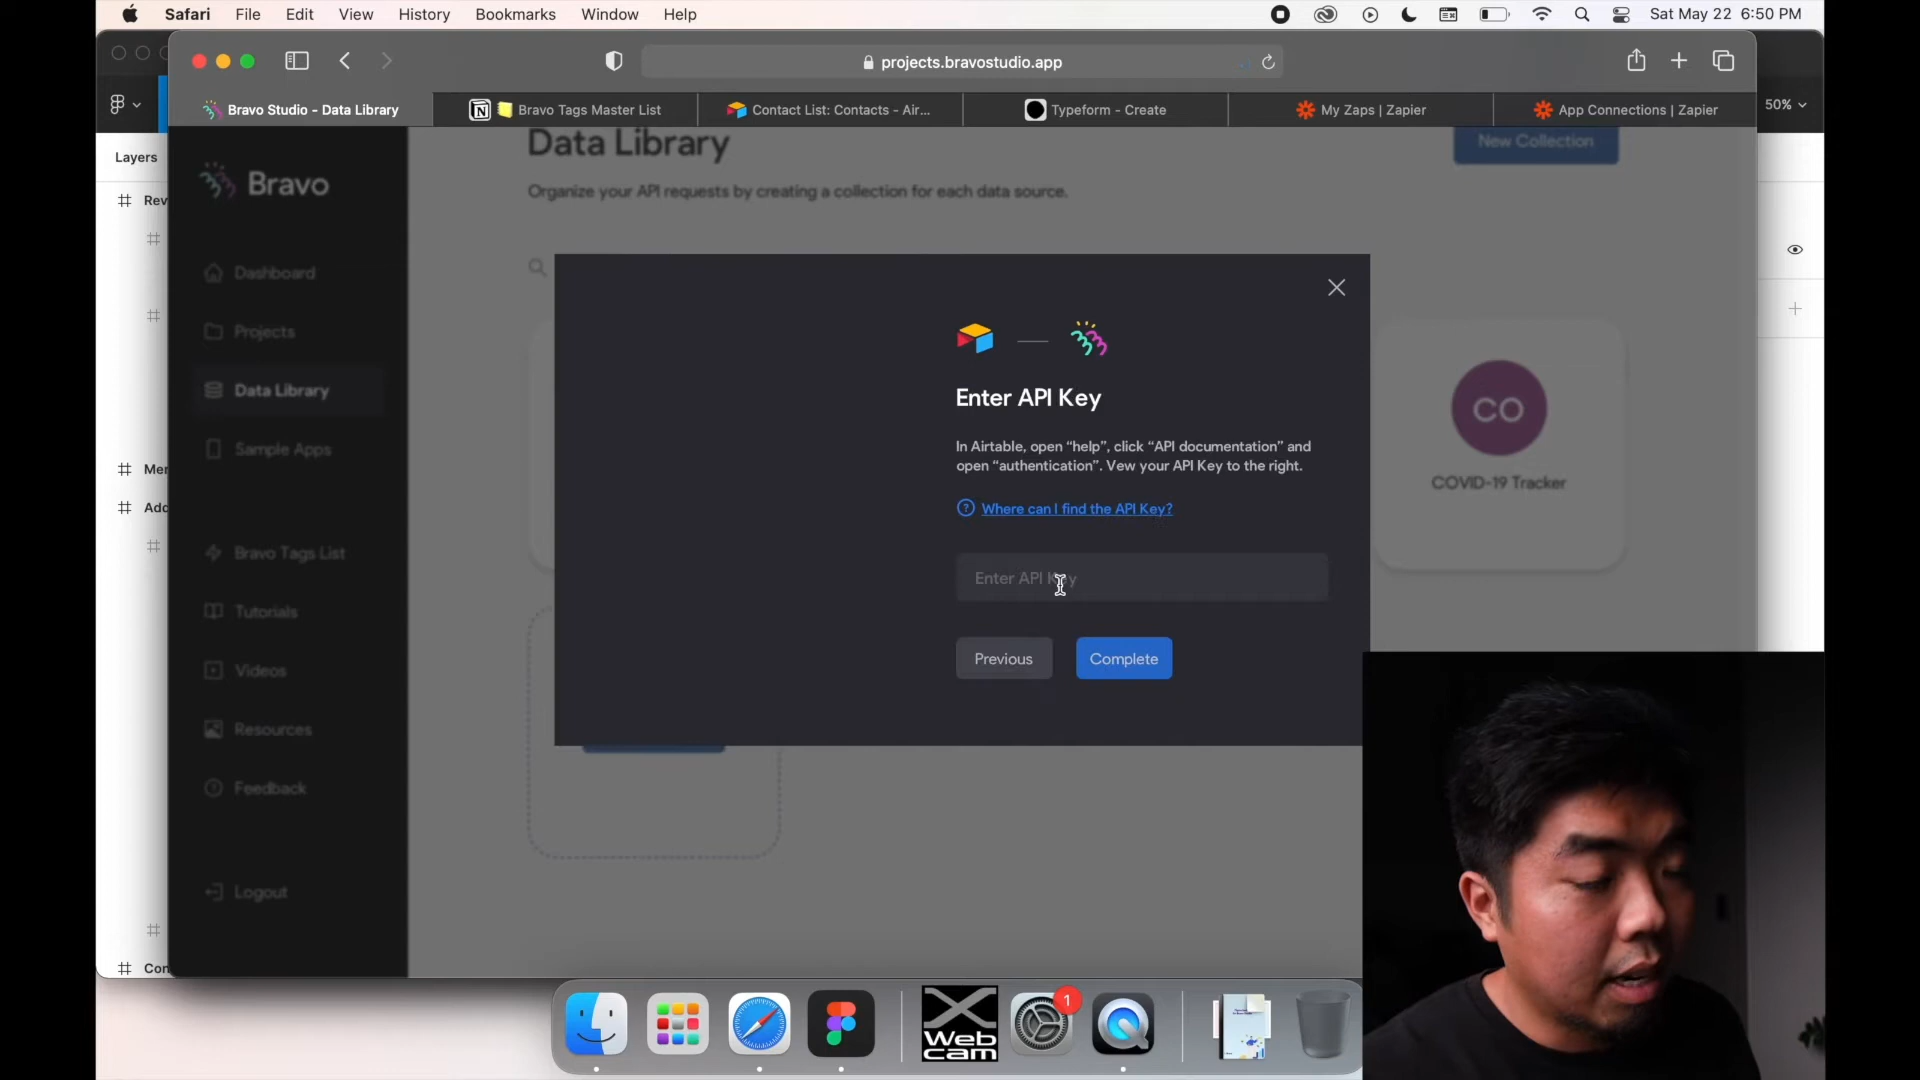 Safari File Edit View History Bookmarks Window Help Sat May 22 6:50 PM
projects.bravostudio.app
Bravo Studio - Data Library
Bravo Tags Master List
Contact List: Contacts - Air...
Typeform - Create
My Zaps | Zapier
App Connections | Zapier
50%
Layers
Rev
Mer
Add
Con
Bravo
Dashboard
Projects
Data Library
Sample Apps
Bravo Tags List
Tutorials
Videos
Resources
Feedback
Logout
Data Library
New Collection
Organize your API requests by creating a collection for each data source.
CO
COVID-19 Tracker
Enter API Key
In Airtable, open “help”, click “API documentation” and
open “authentication”. Vew your API Key to the right.
Where can I find the API Key?
Enter API Key
Previous
Complete
X
Web
cam
1